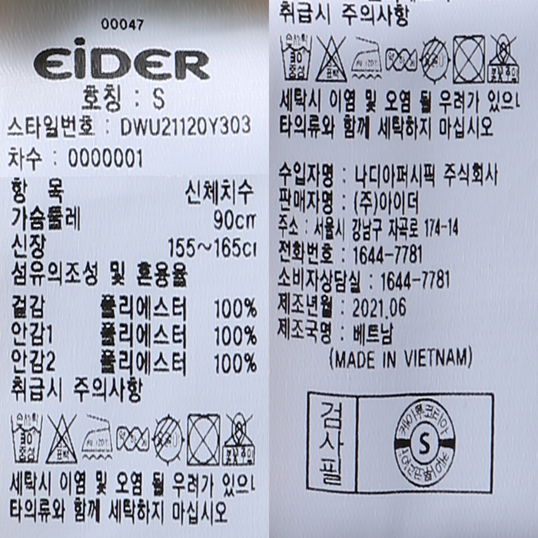 00047
EIDER
호칭 : S
스타일번호 : DWU21120Y303
차수 : 0000001
항 목 신체치수
가슴둘레 90cm
신장 155~165cm
섬유의조성 및 혼용율
겉감 폴리에스터 100%
안감1 폴리에스터 100%
안감2 폴리에스터 100%
취급시 주의사항
세탁시 이염 및 오염 될 우려가 있으니
타의류와 함께 세탁하지 마십시오
취급시 주의사항
세탁시 이염 및 오염 될 우려가 있으니
타의류와 함께 세탁하지 마십시오
수입자명 : 나디아퍼시픽 주식회사
판매자명 : (주)아이더
주소 : 서울시 강남구 자곡로 174-14
전화번호 : 1644-7781
소비자상담실 : 1644-7781
제조년월 : 2021.06
제조국명 : 베트남
(MADE IN VIETNAM)
검사필
S